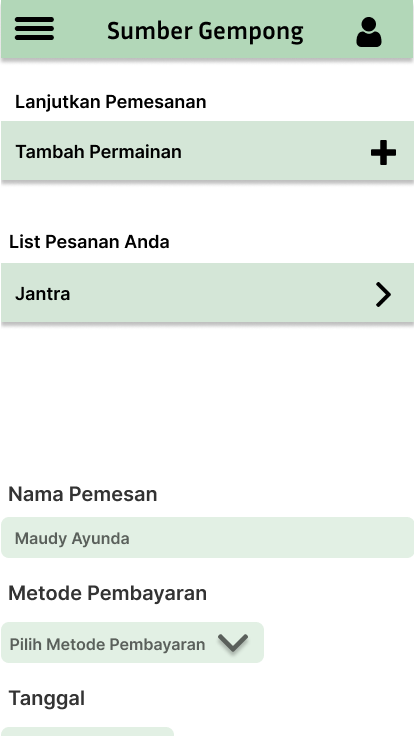 Sumber Gempong
Lanjutkan Pemesanan
Tambah Permainan
List Pesanan Anda
Jantra
Nama Pemesan
Maudy Ayunda
Metode Pembayaran
Pilih Metode Pembayaran
Tanggal